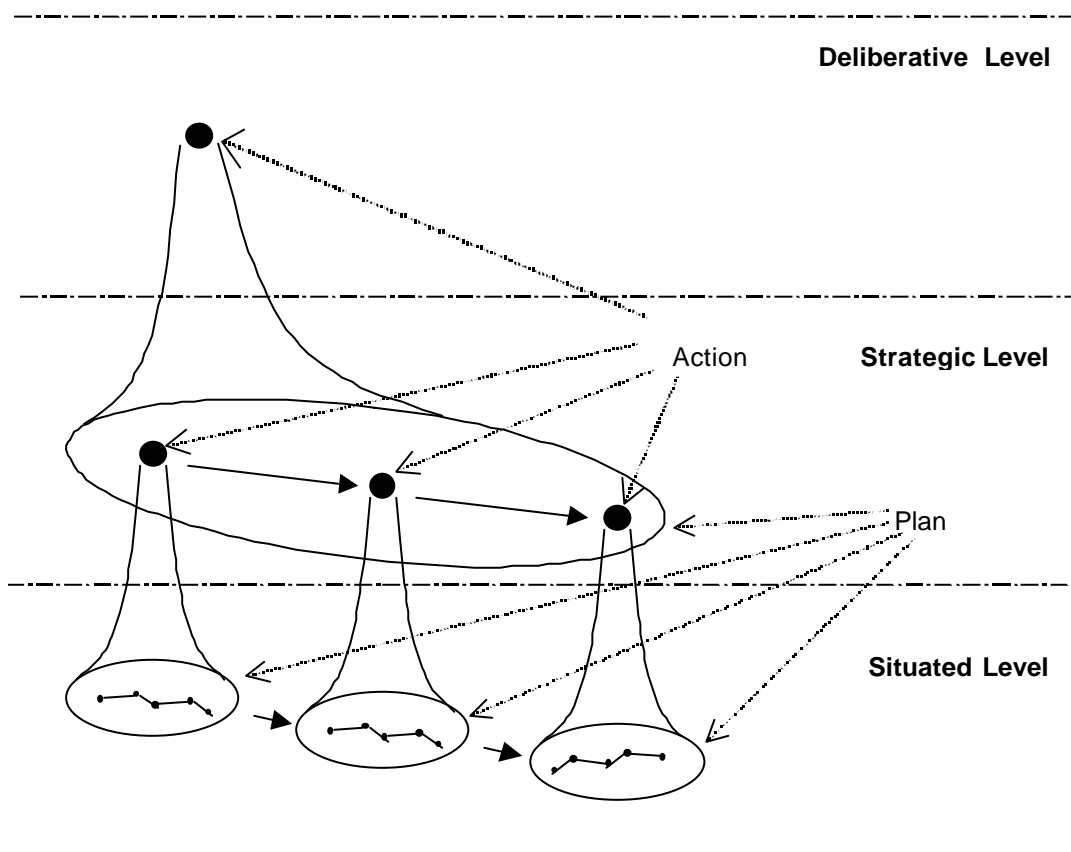 Deliberative Level
Action
Strategic Level
Plan
Situated Level